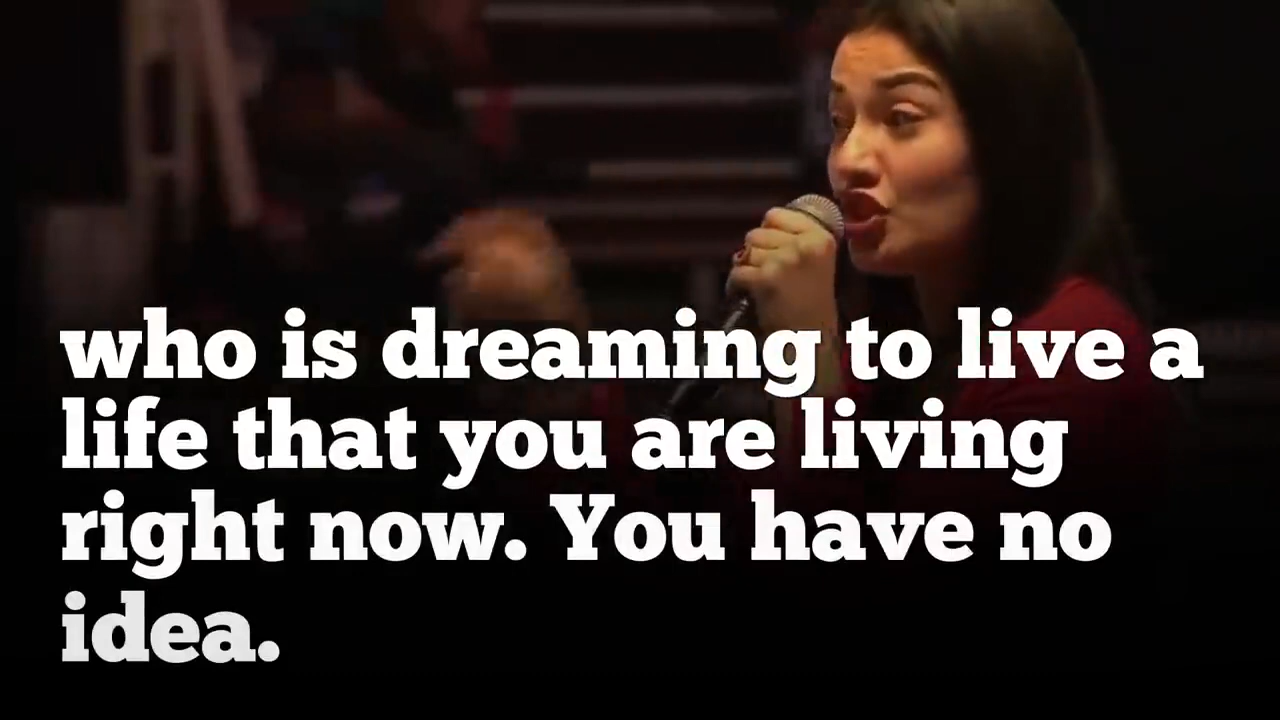 who is dreaming to live a
life that you are living
right now. You have no
idea.